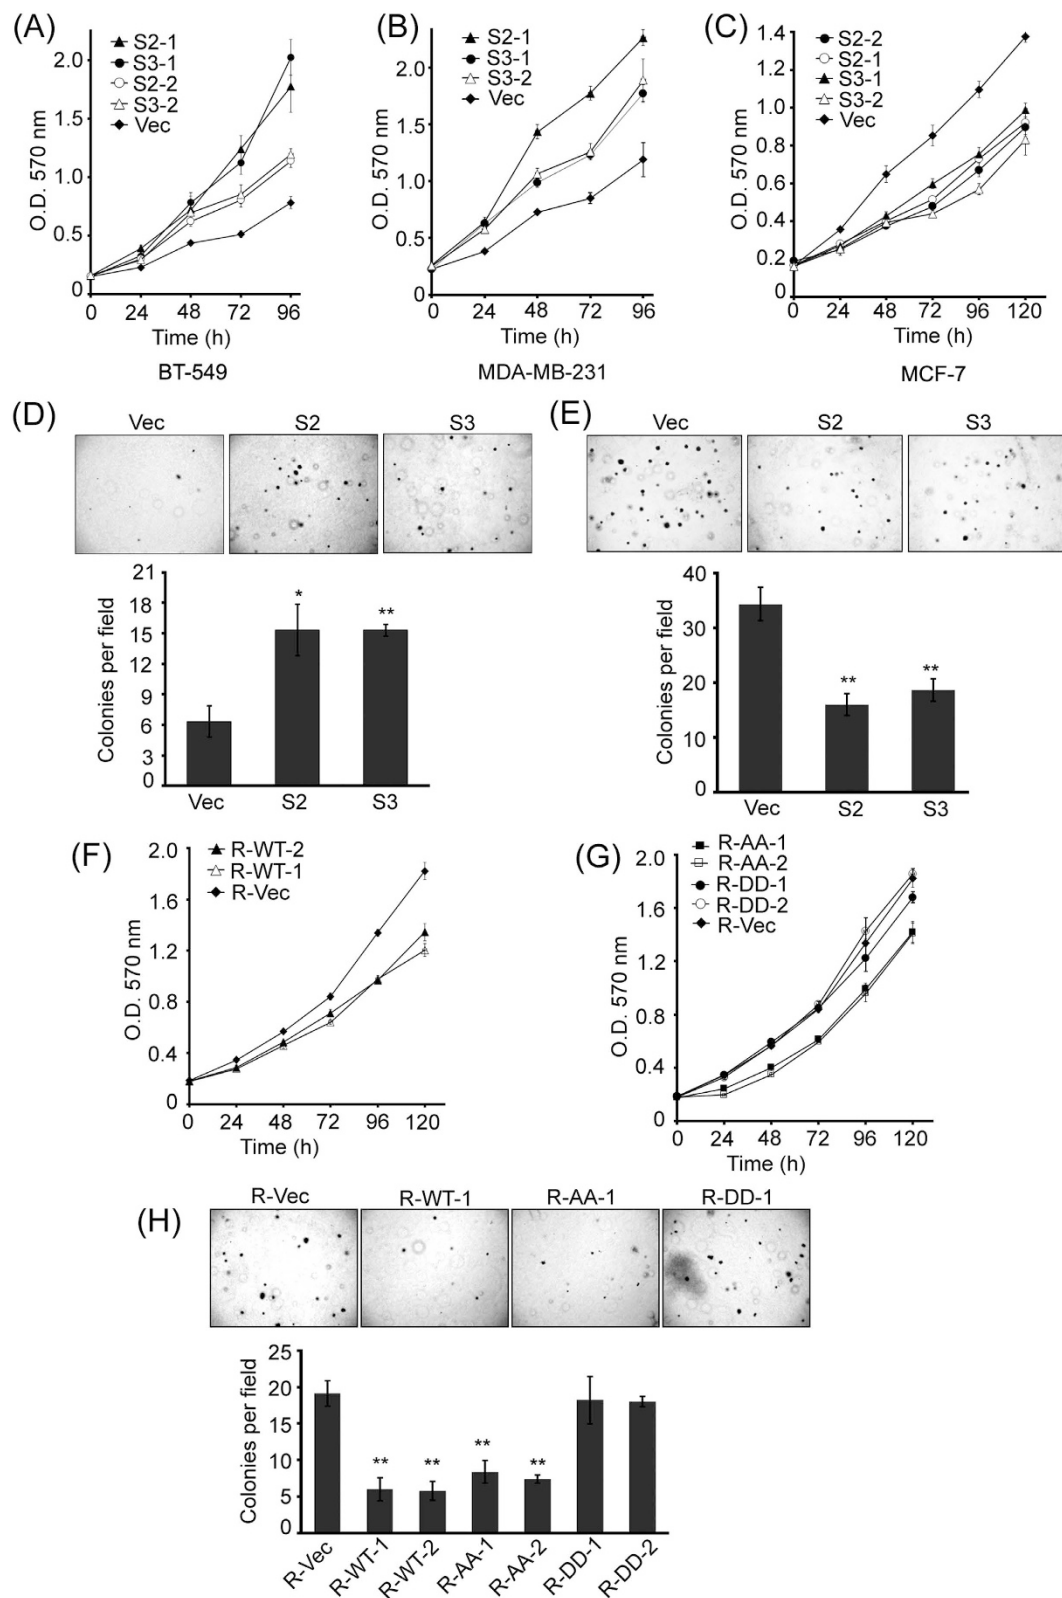 (A)
S2-1
S3-1
S2-2
S3-2
Vec
O.D. 570 nm
2.0
1.5
1.0
0.5
0
0 24 48 72 96
Time (h)
BT-549
(B)
S2-1
S3-1
S3-2
Vec
O.D. 570 nm
2.0
1.5
1.0
0.5
0
0 24 48 72 96
Time (h)
MDA-MB-231
(C)
S2-2
S2-1
S3-1
S3-2
Vec
O.D. 570 nm
1.4
1.2
1.0
0.8
0.6
0.4
0.2
0
0 24 48 72 96 120
Time (h)
MCF-7
(D)
Vec S2 S3
Colonies per field
21
18
15
12
9
6
3
0
* **
Vec S2 S3
(E)
Vec S2 S3
Colonies per field
40
30
20
10
0
** **
Vec S2 S3
(F)
R-WT-2
R-WT-1
R-Vec
O.D. 570 nm
2.0
1.6
1.2
0.8
0.4
0
0 24 48 72 96 120
Time (h)
(G)
R-AA-1
R-AA-2
R-DD-1
R-DD-2
R-Vec
O.D. 570 nm
2.0
1.6
1.2
0.8
0.4
0
0 24 48 72 96 120
Time (h)
(H)
R-Vec R-WT-1 R-AA-1 R-DD-1
Colonies per field
25
20
15
10
5
0
** ** ** **
R-Vec R-WT-1 R-WT-2 R-AA-1 R-AA-2 R-DD-1 R-DD-2